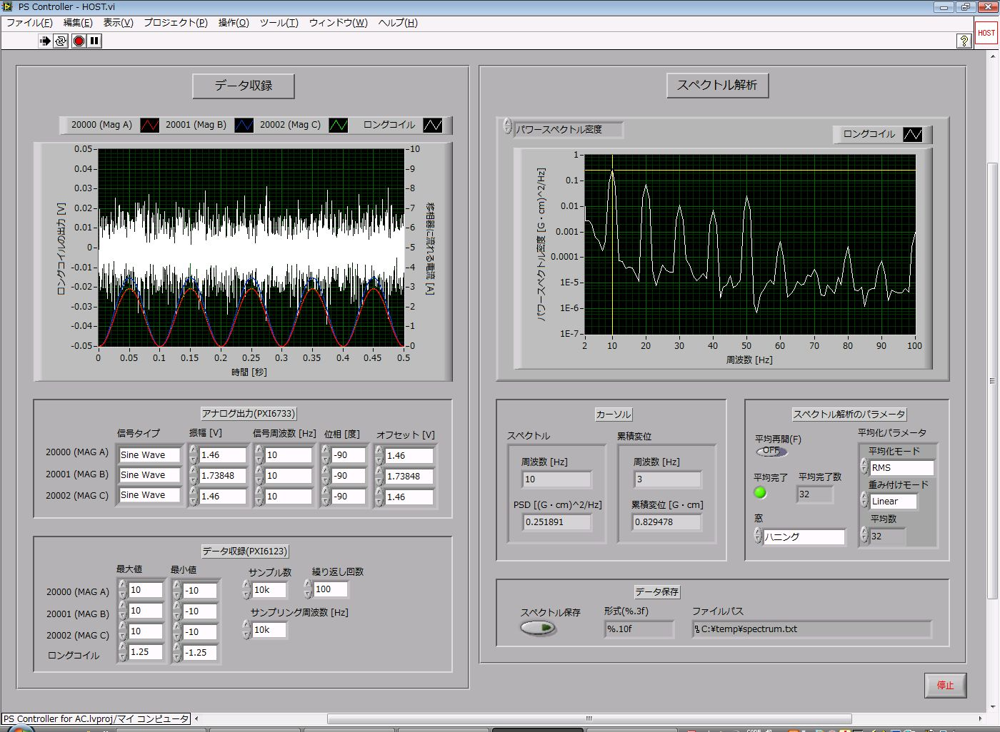 PS Controller - HOST.vi
ファイル(F) 編集(E) 表示(V) プロジェクト(P) 操作(O) ツール(T) ウィンドウ(W) ヘルプ(H)
HOST
?
データ収録
20000 (Mag A) 20001 (Mag B) 20002 (Mag C) ロングコイル
ロングコイルの出力 [V]
0.05
0.04
0.03
0.02
0.01
0
-0.01
-0.02
-0.03
-0.04
-0.05
10
9
8
7
6
5
4
3
2
1
0
移相器に流れる電流 [A]
0 0.05 0.1 0.15 0.2 0.25 0.3 0.35 0.4 0.45 0.5
時間 [秒]
アナログ出力(PXI6733)
信号タイプ 振幅 [V] 信号周波数 [Hz] 位相 [度] オフセット [V]
20000 (MAG A) Sine Wave 1.46 10 -90 1.46
20001 (MAG B) Sine Wave 1.73848 10 -90 1.73848
20002 (MAG C) Sine Wave 1.46 10 -90 1.46
データ収録(PXI6123)
最大値 最小値 サンプル数 繰り返し回数
20000 (MAG A) 10 -10 10k 100
20001 (MAG B) 10 -10 サンプリング周波数 [Hz]
20002 (MAG C) 10 -10 10k
ロングコイル 1.25 -1.25
スペクトル解析
パワースペクトル密度
ロングコイル
パワースペクトル密度 [(G・cm)^2/Hz]
1
0.1
0.01
0.001
0.0001
1E-5
1E-6
1E-7
2 10 20 30 40 50 60 70 80 90 100
周波数 [Hz]
カーソル
スペクトル 累積変位
周波数 [Hz] 周波数 [Hz]
10 3
PSD [(G・cm)^2/Hz] 累積変位 [G・cm]
0.251891 0.829478
スペクトル解析のパラメータ
平均再開(F)
OFF
平均完了 平均完了数
32
窓
ハニング
平均化パラメータ
平均化モード
RMS
重み付けモード
Linear
平均数
32
データ保存
スペクトル保存 形式(%.3f) ファイルパス
%.10f C:¥temp¥spectrum.txt
停止
PS Controller for AC.lvproj/マイ コンピュータ